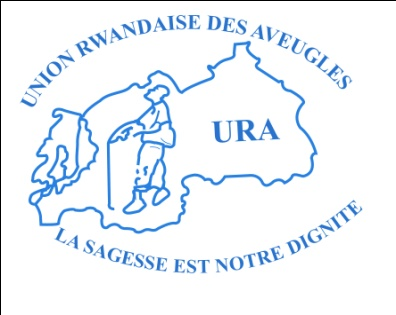 UNION RWANDAISE DES AVEUGLES
URA
LA SAGESSE EST NOTRE DIGNITE